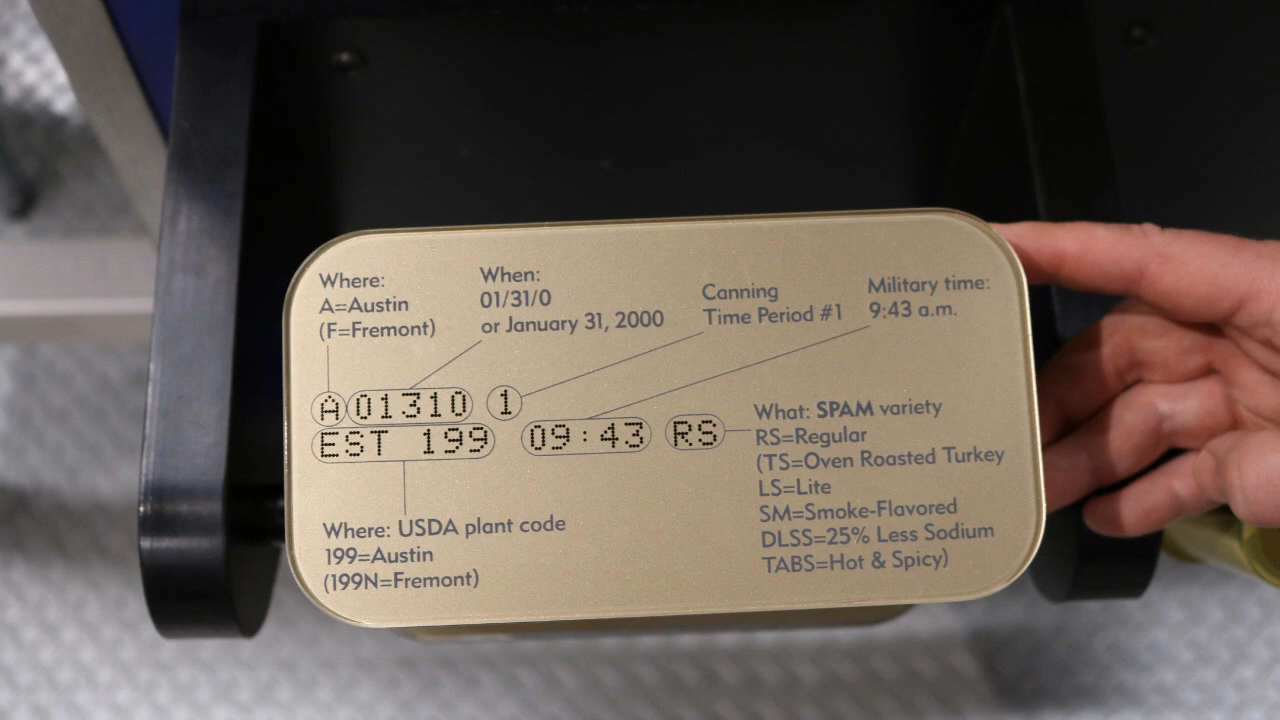 Where:
A=Austin
(F=Fremont)
When:
01/31/0
or January 31, 2000
Canning
Time Period #1
Military time:
9:43 a.m.
A 01310 1
EST 199 09:43 RS
What: SPAM variety
RS=Regular
(TS=Oven Roasted Turkey
LS=Lite
SM=Smoke-Flavored
DLSS=25% Less Sodium
TABS=Hot & Spicy)
Where: USDA plant code
199=Austin
(199N=Fremont)